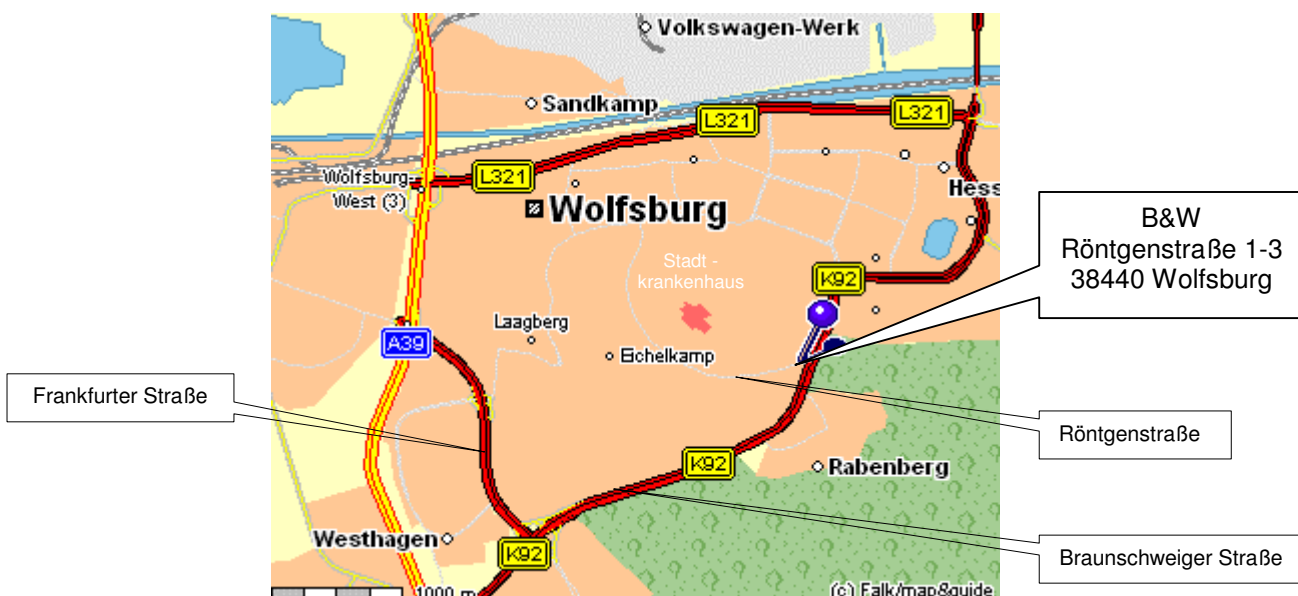 Volkswagen-Werk
Sandkamp
L321
L321
Wolfsburg-
West (3)
L321
Hess
Wolfsburg
B&W
Röntgenstraße 1-3
38440 Wolfsburg
Stadt -
krankenhaus
K92
Laagberg
A39
Eichelkamp
Frankfurter Straße
Röntgenstraße
K92
Rabenberg
Westhagen
K92
Braunschweiger Straße
1000 m
(c) Falk/map&guide